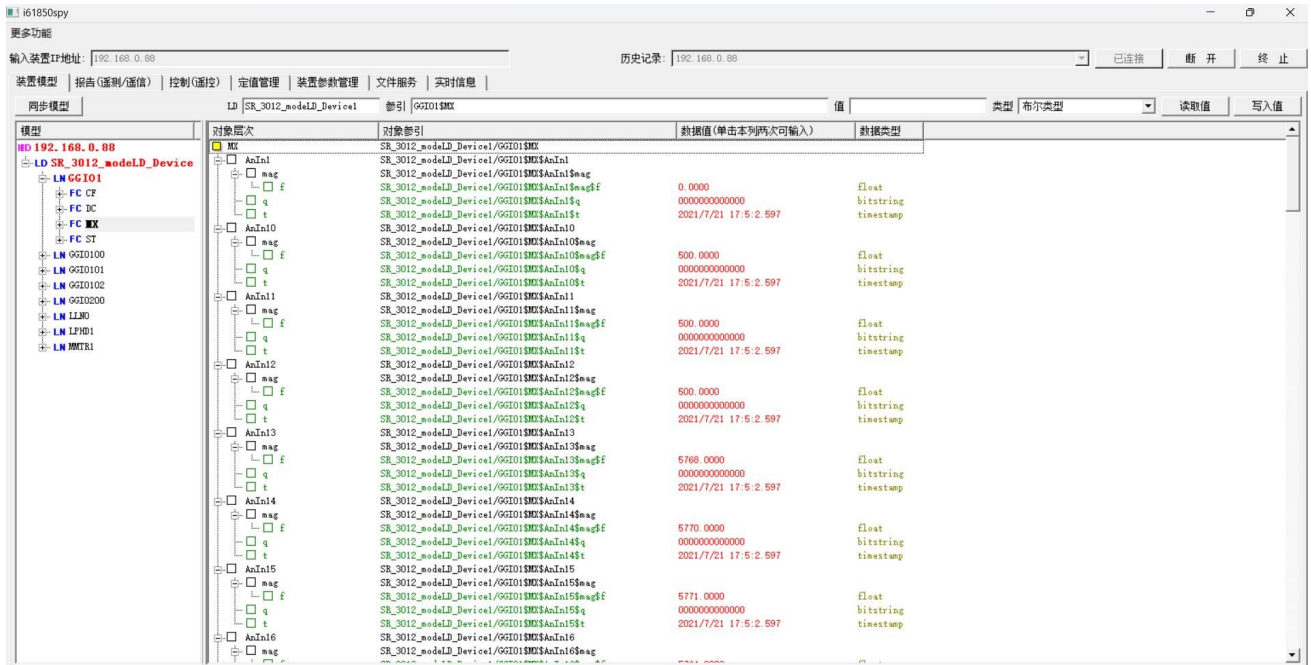 i61850spy
更多功能
输入装置IP地址: 192.168.0.88 历史记录: 192.168.0.88 已连接 断 开 终 止
装置模型 报告(遥测/遥信) 控制(遥控) 定值管理 装置参数管理 文件服务 实时信息
同步模型 LD SR_3012_modeLD_Device1 参引 GGIO1$MX 值 类型 布尔类型 读取值 写入值
模型
IED 192.168.0.88
LD SR_3012_modeLD_Device
LN GGIO1
FC CF
FC DC
FC MX
FC ST
LN GGIO100
LN GGIO101
LN GGIO102
LN GGIO200
LN LLN0
LN LPHD1
LN MMTR1
对象层次 对象参引 数据值(单击本列两次可输入) 数据类型
MX SR_3012_modeLD_Device1/GGIO1$MX
AnIn1 SR_3012_modeLD_Device1/GGIO1$MX$AnIn1
mag SR_3012_modeLD_Device1/GGIO1$MX$AnIn1$mag
f SR_3012_modeLD_Device1/GGIO1$MX$AnIn1$mag$f 0.0000 float
q SR_3012_modeLD_Device1/GGIO1$MX$AnIn1$q 0000000000000 bitstring
t SR_3012_modeLD_Device1/GGIO1$MX$AnIn1$t 2021/7/21 17:5:2.597 timestamp
AnIn10 SR_3012_modeLD_Device1/GGIO1$MX$AnIn10
mag SR_3012_modeLD_Device1/GGIO1$MX$AnIn10$mag
f SR_3012_modeLD_Device1/GGIO1$MX$AnIn10$mag$f 500.0000 float
q SR_3012_modeLD_Device1/GGIO1$MX$AnIn10$q 0000000000000 bitstring
t SR_3012_modeLD_Device1/GGIO1$MX$AnIn10$t 2021/7/21 17:5:2.597 timestamp
AnIn11 SR_3012_modeLD_Device1/GGIO1$MX$AnIn11
mag SR_3012_modeLD_Device1/GGIO1$MX$AnIn11$mag
f SR_3012_modeLD_Device1/GGIO1$MX$AnIn11$mag$f 500.0000 float
q SR_3012_modeLD_Device1/GGIO1$MX$AnIn11$q 0000000000000 bitstring
t SR_3012_modeLD_Device1/GGIO1$MX$AnIn11$t 2021/7/21 17:5:2.597 timestamp
AnIn12 SR_3012_modeLD_Device1/GGIO1$MX$AnIn12
mag SR_3012_modeLD_Device1/GGIO1$MX$AnIn12$mag
f SR_3012_modeLD_Device1/GGIO1$MX$AnIn12$mag$f 500.0000 float
q SR_3012_modeLD_Device1/GGIO1$MX$AnIn12$q 0000000000000 bitstring
t SR_3012_modeLD_Device1/GGIO1$MX$AnIn12$t 2021/7/21 17:5:2.597 timestamp
AnIn13 SR_3012_modeLD_Device1/GGIO1$MX$AnIn13
mag SR_3012_modeLD_Device1/GGIO1$MX$AnIn13$mag
f SR_3012_modeLD_Device1/GGIO1$MX$AnIn13$mag$f 5768.0000 float
q SR_3012_modeLD_Device1/GGIO1$MX$AnIn13$q 0000000000000 bitstring
t SR_3012_modeLD_Device1/GGIO1$MX$AnIn13$t 2021/7/21 17:5:2.597 timestamp
AnIn14 SR_3012_modeLD_Device1/GGIO1$MX$AnIn14
mag SR_3012_modeLD_Device1/GGIO1$MX$AnIn14$mag
f SR_3012_modeLD_Device1/GGIO1$MX$AnIn14$mag$f 5770.0000 float
q SR_3012_modeLD_Device1/GGIO1$MX$AnIn14$q 0000000000000 bitstring
t SR_3012_modeLD_Device1/GGIO1$MX$AnIn14$t 2021/7/21 17:5:2.597 timestamp
AnIn15 SR_3012_modeLD_Device1/GGIO1$MX$AnIn15
mag SR_3012_modeLD_Device1/GGIO1$MX$AnIn15$mag
f SR_3012_modeLD_Device1/GGIO1$MX$AnIn15$mag$f 5771.0000 float
q SR_3012_modeLD_Device1/GGIO1$MX$AnIn15$q 0000000000000 bitstring
t SR_3012_modeLD_Device1/GGIO1$MX$AnIn15$t 2021/7/21 17:5:2.597 timestamp
AnIn16 SR_3012_modeLD_Device1/GGIO1$MX$AnIn16
mag SR_3012_modeLD_Device1/GGIO1$MX$AnIn16$mag